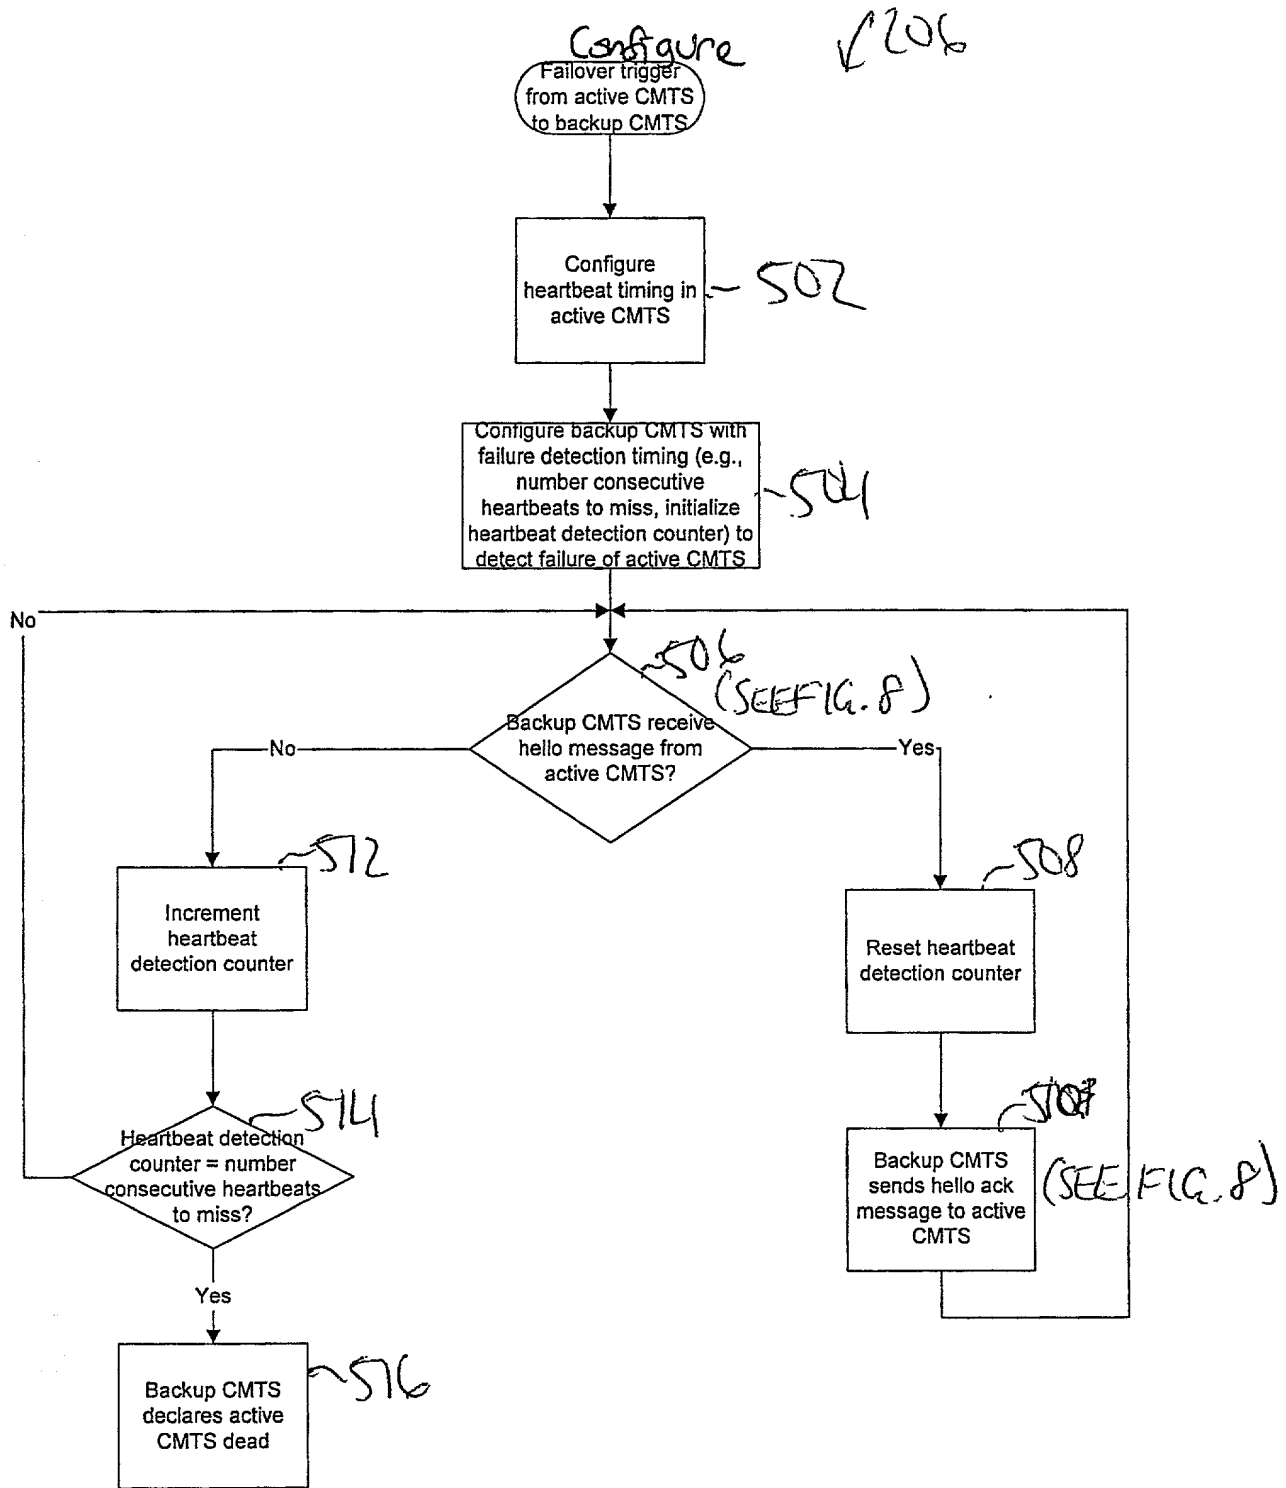 Configure
206
Failover trigger
from active CMTS
to backup CMTS
Configure
heartbeat timing in
active CMTS
502
Configure backup CMTS with
failure detection timing (e.g.,
number consecutive
heartbeats to miss, initialize
heartbeat detection counter) to
detect failure of active CMTS
504
No
506
(SEE FIG. 8)
Backup CMTS receive
hello message from
active CMTS?
No
Yes
512
508
Increment
heartbeat
detection counter
Reset heartbeat
detection counter
514
Heartbeat detection
counter = number
consecutive heartbeats
to miss?
Backup CMTS
sends hello ack
message to active
CMTS
(SEE FIG. 8)
Yes
516
Backup CMTS
declares active
CMTS dead